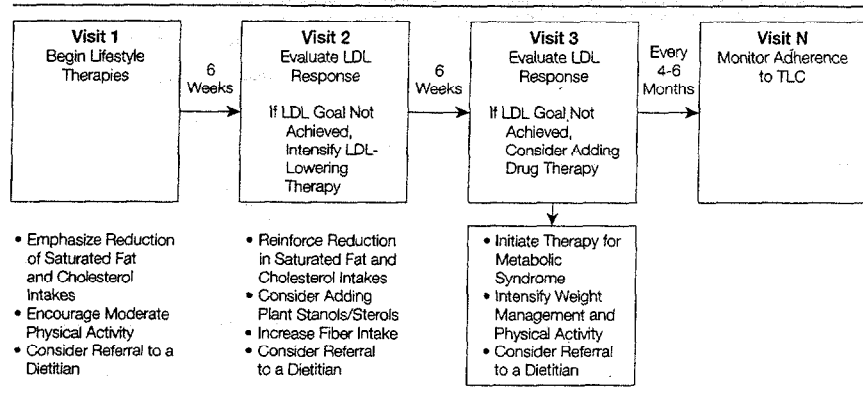 Visit 1
Begin Lifestyle
Therapies
6
Weeks
Visit 2
Evaluate LDL
Response
If LDL Goal Not
Achieved,
Intensify LDL-
Lowering
Therapy
6
Weeks
Visit 3
Evaluate LDL
Response
If LDL Goal Not
Achieved,
Consider Adding
Drug Therapy
Every
4-6
Months
Visit N
Monitor Adherence
to TLC
• Emphasize Reduction
of Saturated Fat
and Cholesterol
Intakes
• Encourage Moderate
Physical Activity
• Consider Referral to a
Dietitian
• Reinforce Reduction
in Saturated Fat and
Cholesterol Intakes
• Consider Adding
Plant Stanols/Sterols
• Increase Fiber Intake
• Consider Referral
to a Dietitian
• Initiate Therapy for
Metabolic
Syndrome
• Intensify Weight
Management and
Physical Activity
• Consider Referral
to a Dietitian